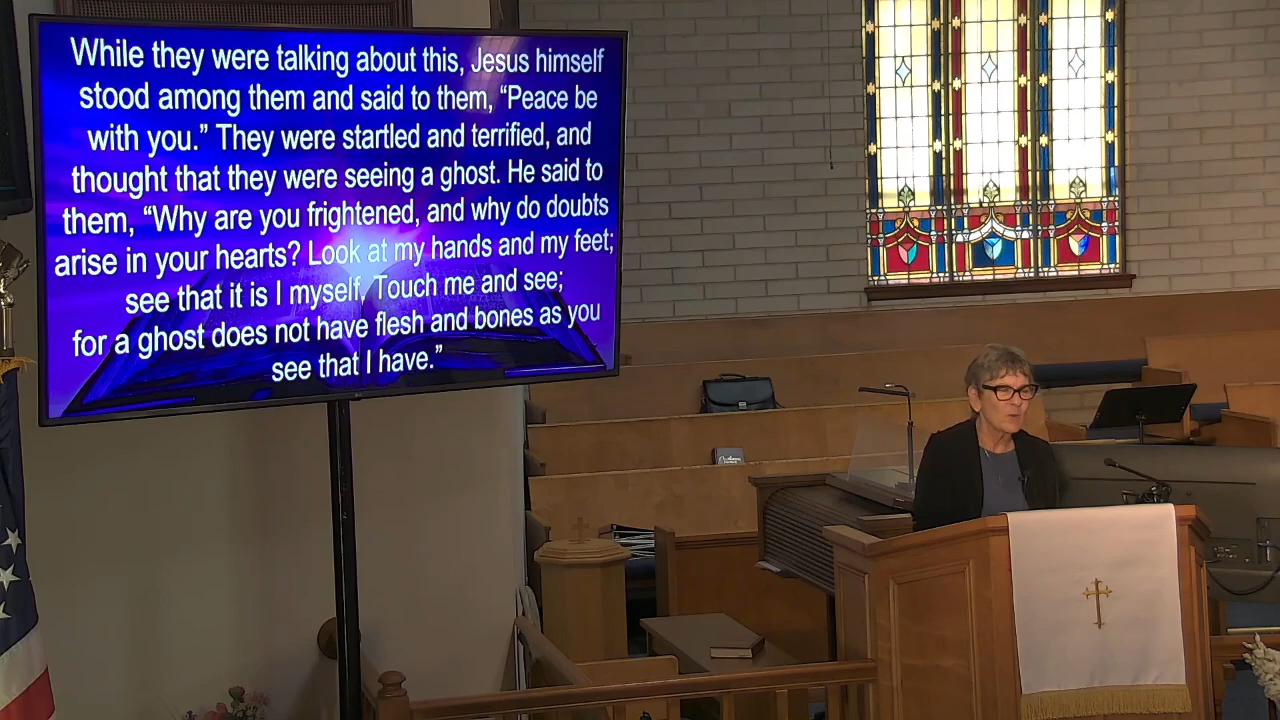 While they were talking about this, Jesus himself
stood among them and said to them, “Peace be
with you.” They were startled and terrified, and
thought that they were seeing a ghost. He said to
them, “Why are you frightened, and why do doubts
arise in your hearts? Look at my hands and my feet;
see that it is I myself. Touch me and see;
for a ghost does not have flesh and bones as you
see that I have.”